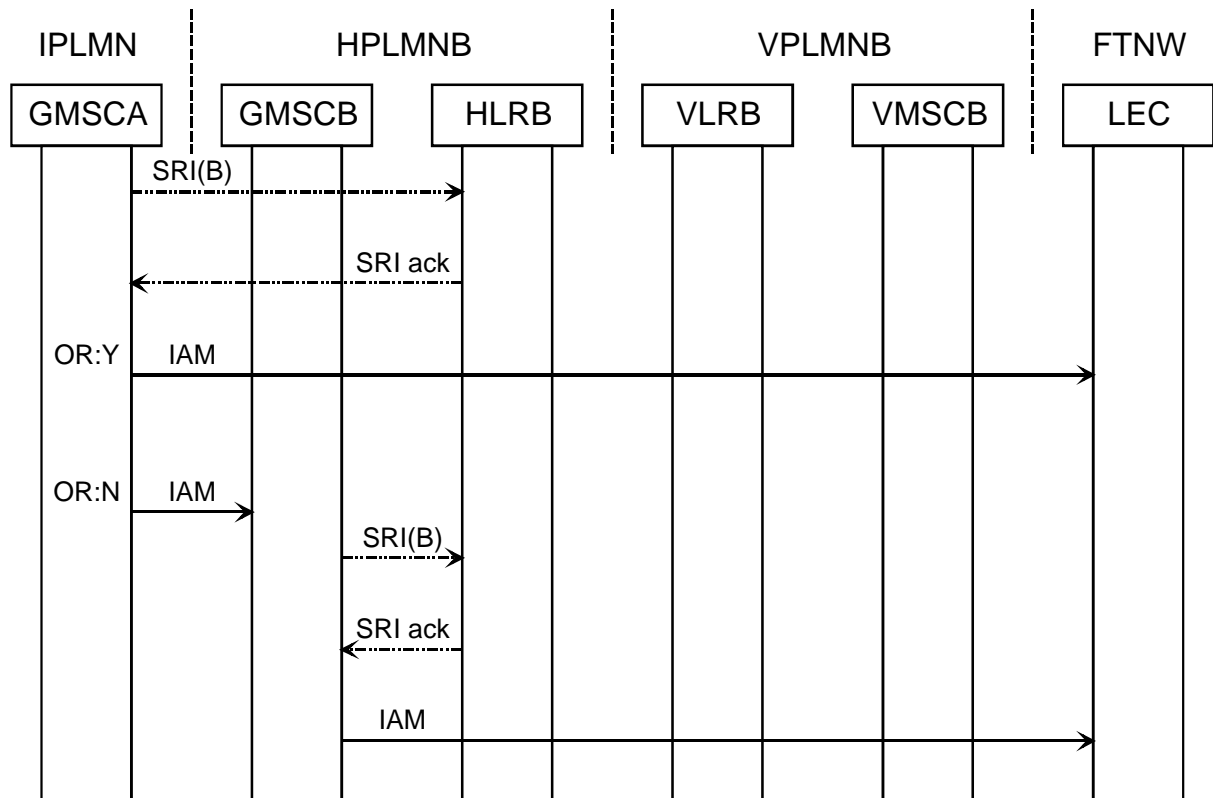 IPLMN HPLMNB VPLMNB FTNW
GMSCA GMSCB HLRB VLRB VMSCB LEC
SRI(B)
SRI ack
OR:Y IAM
OR:N IAM
SRI(B)
SRI ack
IAM